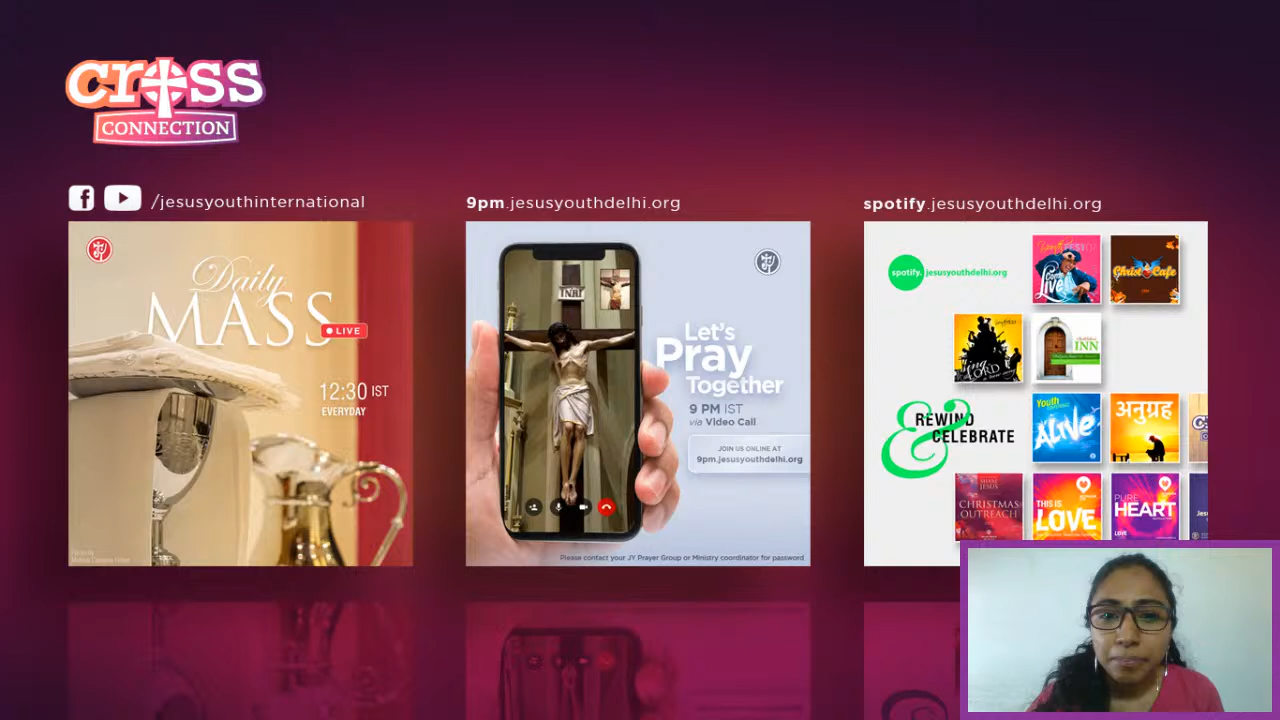 cross
CONNECTION
/jesusyouthinternational
Daily
MASS
LIVE
12:30 IST
EVERYDAY
9pm.jesusyouthdelhi.org
INRI
Let's
Pray
Together
9 PM IST
via Video Call
JOIN US ONLINE AT
9pm.jesusyouthdelhi.org
Please contact your JY Prayer Group or Ministry coordinator for password
spotify.jesusyouthdelhi.org
spotify.jesusyouthdelhi.org
Live
Christ Cafe
LORD
INN
& REWIND
CELEBRATE
Youth
ALIVE
अनुग्रह
CHRISTMAS
OUTREACH
THIS IS
LOVE
PURE
HEART